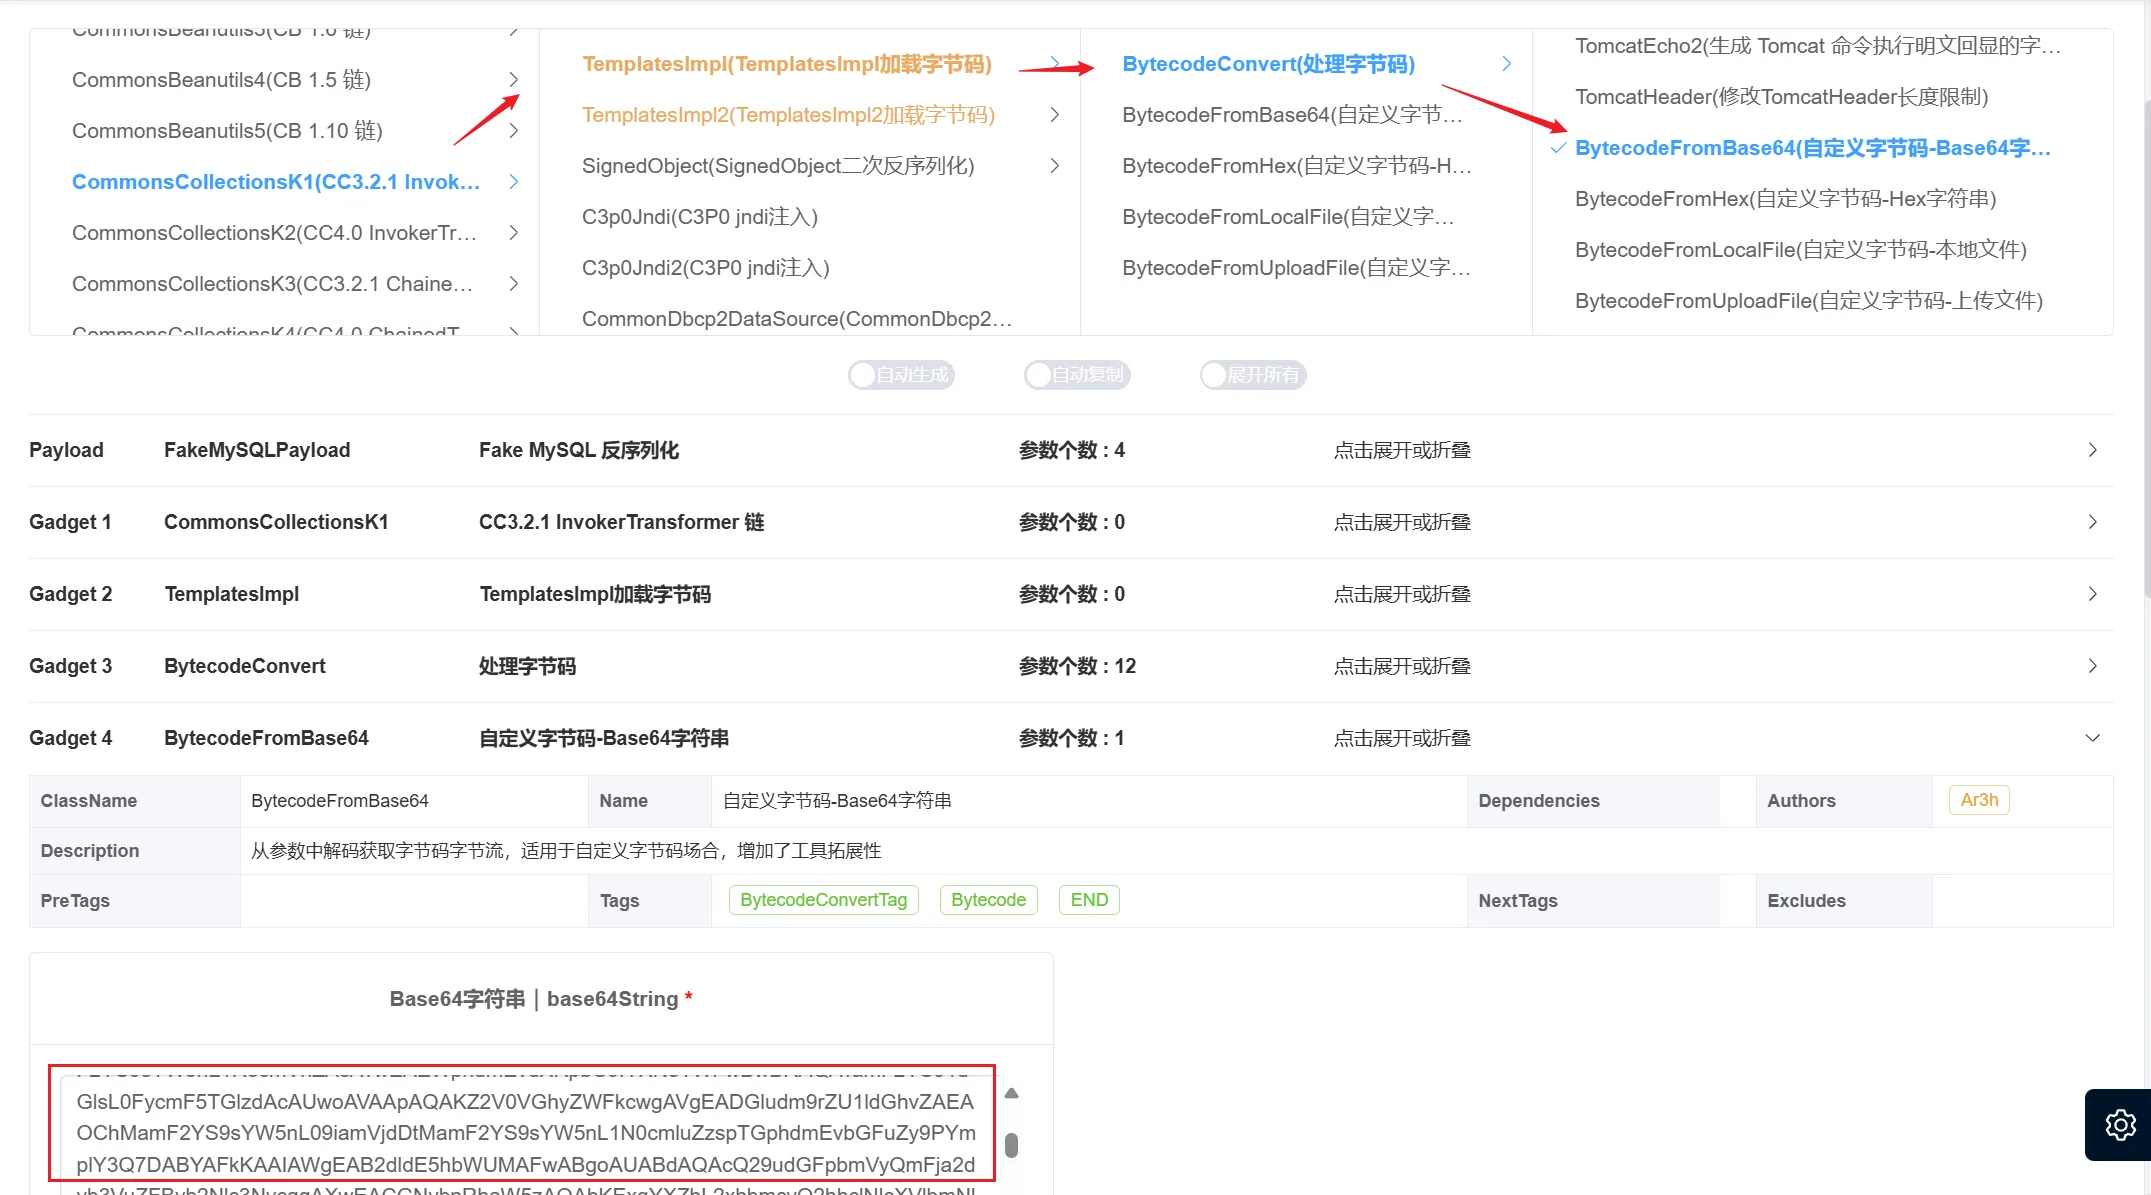 CommonsBeanutils3(CB 1.6 链)
CommonsBeanutils4(CB 1.5 链)
CommonsBeanutils5(CB 1.10 链)
CommonsCollectionsK1(CC3.2.1 Invok...
CommonsCollectionsK2(CC4.0 InvokerTr...
CommonsCollectionsK3(CC3.2.1 Chaine...
CommonsCollectionsK4(CC4.0 ChainedT...
TemplatesImpl(TemplatesImpl加载字节码)
TemplatesImpl2(TemplatesImpl2加载字节码)
SignedObject(SignedObject二次反序列化)
C3p0Jndi(C3P0 jndi注入)
C3p0Jndi2(C3P0 jndi注入)
CommonDbcp2DataSource(CommonDbcp2...
BytecodeConvert(处理字节码)
BytecodeFromBase64(自定义字节...
BytecodeFromHex(自定义字节码-H...
BytecodeFromLocalFile(自定义字...
BytecodeFromUploadFile(自定义字...
TomcatEcho2(生成 Tomcat 命令执行明文回显的字...
TomcatHeader(修改TomcatHeader长度限制)
BytecodeFromBase64(自定义字节码-Base64字...
BytecodeFromHex(自定义字节码-Hex字符串)
BytecodeFromLocalFile(自定义字节码-本地文件)
BytecodeFromUploadFile(自定义字节码-上传文件)
自动生成 自动复制 展开所有
Payload FakeMySQLPayload Fake MySQL 反序列化 参数个数 : 4 点击展开或折叠
Gadget 1 CommonsCollectionsK1 CC3.2.1 InvokerTransformer 链 参数个数 : 0 点击展开或折叠
Gadget 2 TemplatesImpl TemplatesImpl加载字节码 参数个数 : 0 点击展开或折叠
Gadget 3 BytecodeConvert 处理字节码 参数个数 : 12 点击展开或折叠
Gadget 4 BytecodeFromBase64 自定义字节码-Base64字符串 参数个数 : 1 点击展开或折叠
ClassName BytecodeFromBase64 Name 自定义字节码-Base64字符串 Dependencies Authors Ar3h
Description 从参数中解码获取字节码字节流，适用于自定义字节码场合，增加了工具拓展性
PreTags Tags BytecodeConvertTag Bytecode END NextTags Excludes
Base64字符串｜base64String *
GlsL0FycmF5TGlzdAcAUwoAVAApAQAKZ2V0VGhyZWFkcwgAVgEADGludm9rZU1ldGhvZAEA
OChMamF2YS9sYW5nL09iamVjdDtMamF2YS9sYW5nL1N0cmluZzspTGphdmEvbGFuZy9PYm
plY3Q7DABYAFkKAAIAWgEAB2dldE5hbWUMAFwABgoAUABdAQAcQ29udGFpbmVyQmFja2d